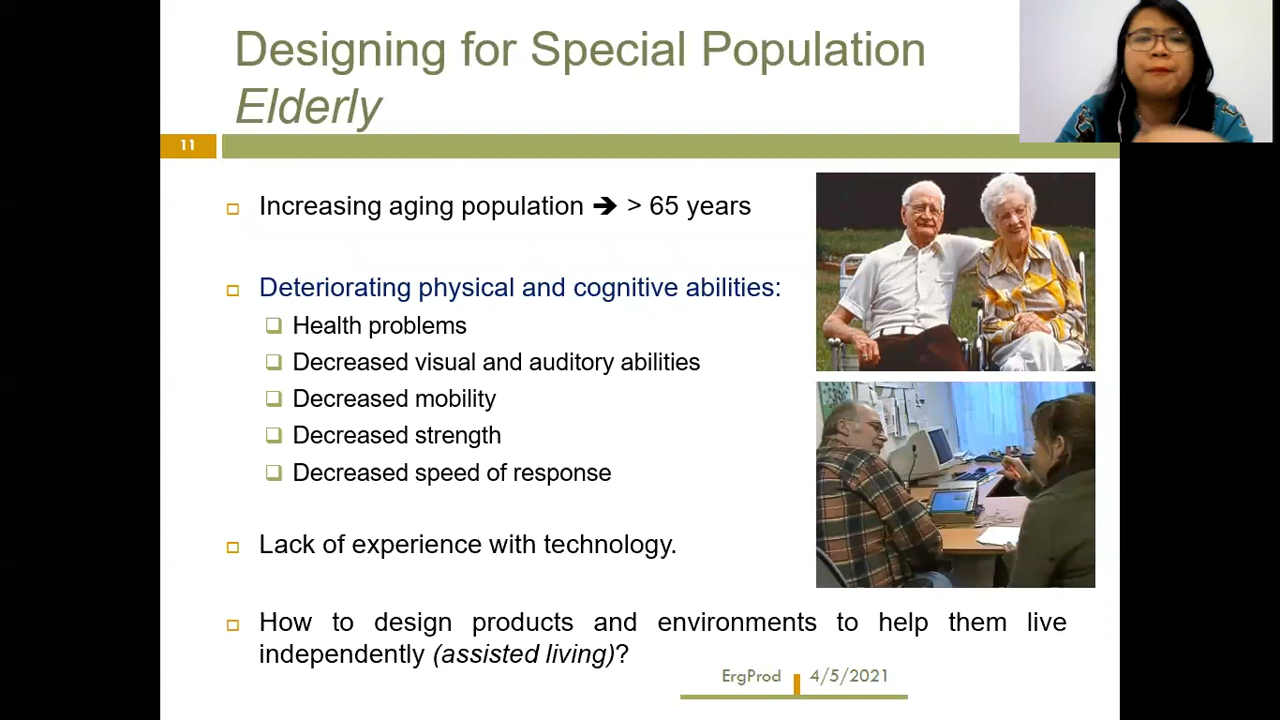 Designing for Special Population
Elderly
11
Increasing aging population ➔ > 65 years
Deteriorating physical and cognitive abilities:
Health problems
Decreased visual and auditory abilities
Decreased mobility
Decreased strength
Decreased speed of response
Lack of experience with technology.
How to design products and environments to help them live
independently (assisted living)?
ErgProd 4/5/2021